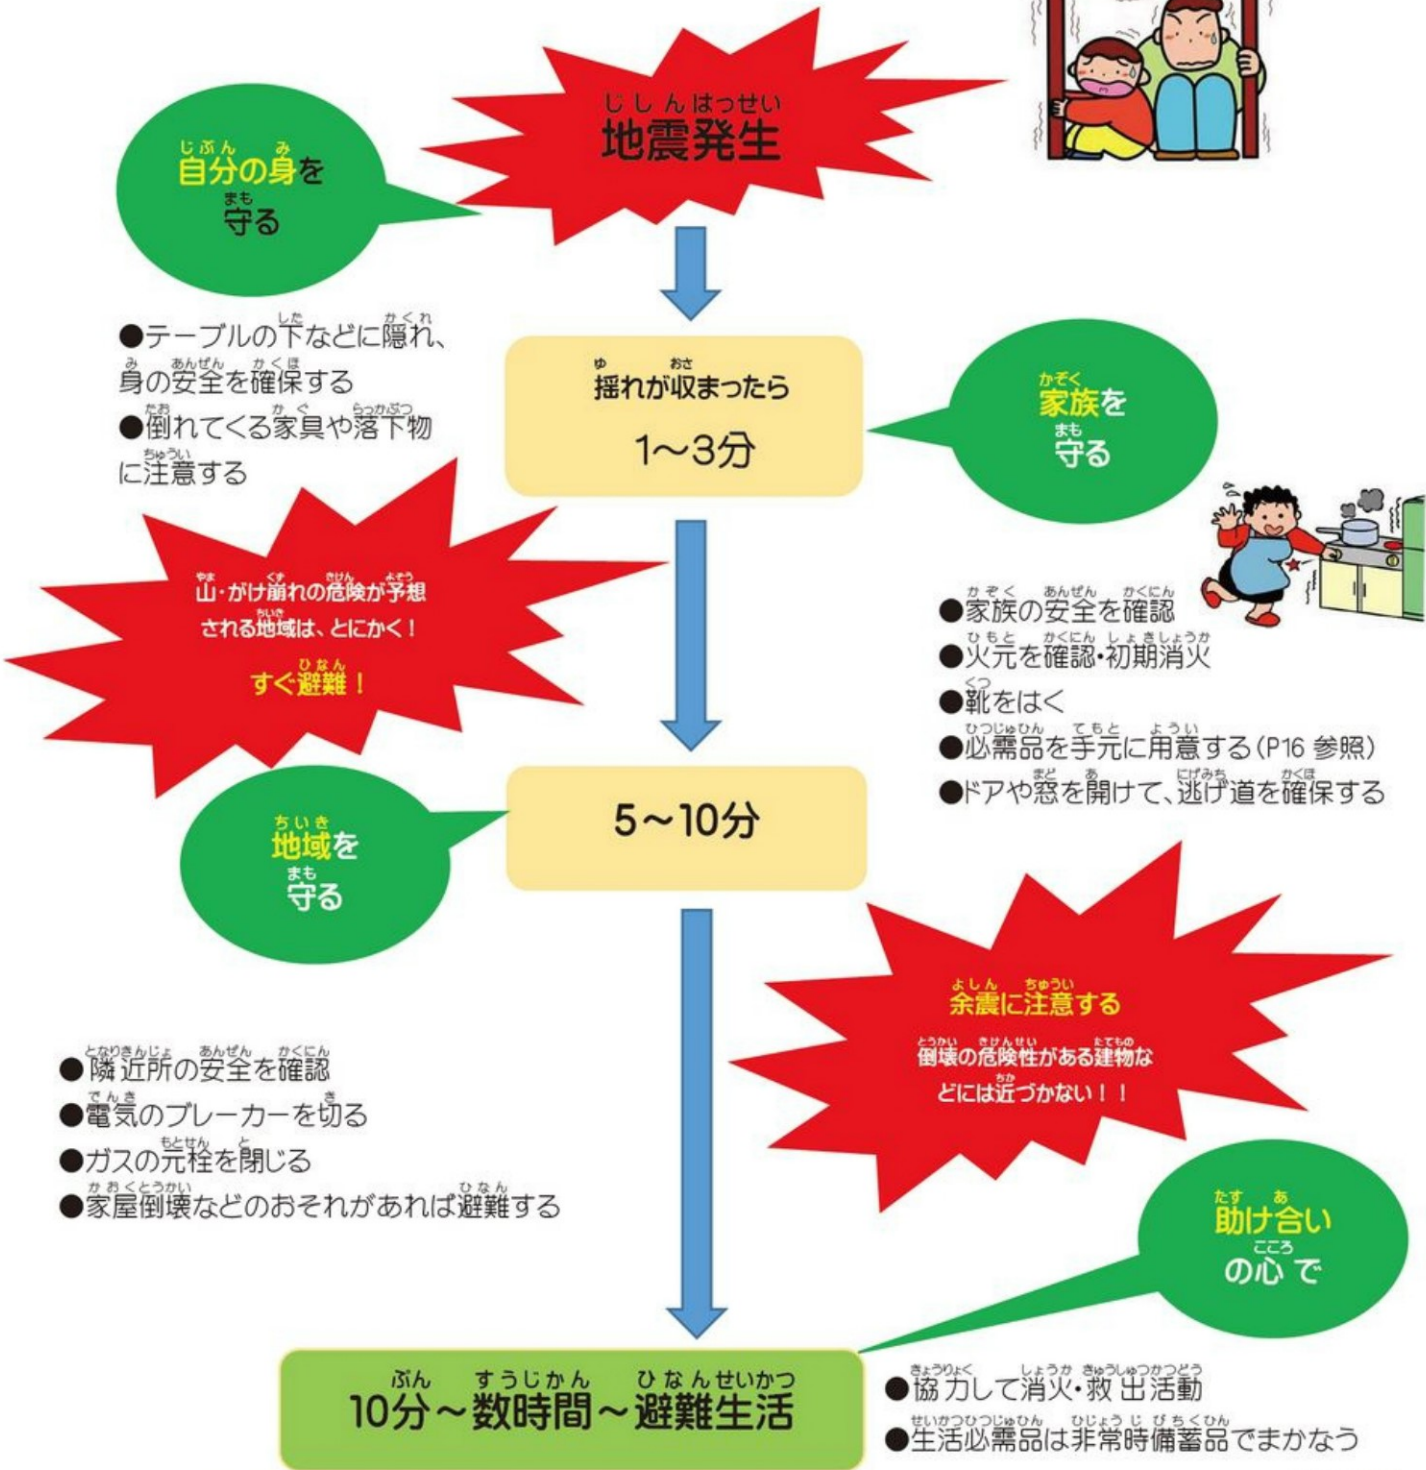 地震発生
自分の身を
守る
●テーブルの下などに隠れ、
身の安全を確保する
●倒れてくる家具や落下物
に注意する
揺れが収まったら
1～3分
家族を
守る
●家族の安全を確認
●火元を確認・初期消火
●靴をはく
●必需品を手元に用意する(P16 参照)
●ドアや窓を開けて、逃げ道を確保する
山・がけ崩れの危険が予想
される地域は、とにかく！
すぐ避難！
5～10分
地域を
守る
●隣近所の安全を確認
●電気のブレーカーを切る
●ガスの元栓を閉じる
●家屋倒壊などのおそれがあれば避難する
余震に注意する
倒壊の危険性がある建物な
どには近づかない！！
助け合い
の心で
10分～数時間～避難生活
●協力して消火・救出活動
●生活必需品は非常時備蓄品でまかなう